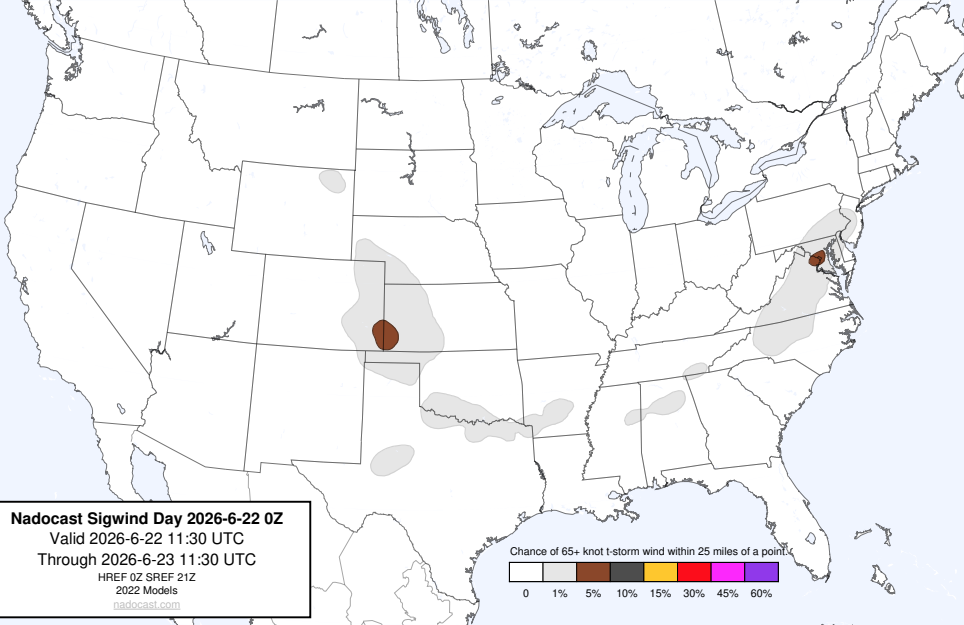 Nadocast Sigwind Day 2026-6-22 0Z
Valid 2026-6-22 11:30 UTC
Through 2026-6-23 11:30 UTC
HREF 0Z SREF 21Z
2022 Models
nadocast.com
Chance of 65+ knot t-storm wind within 25 miles of a point.
0 1% 5% 10% 15% 30% 45% 60%